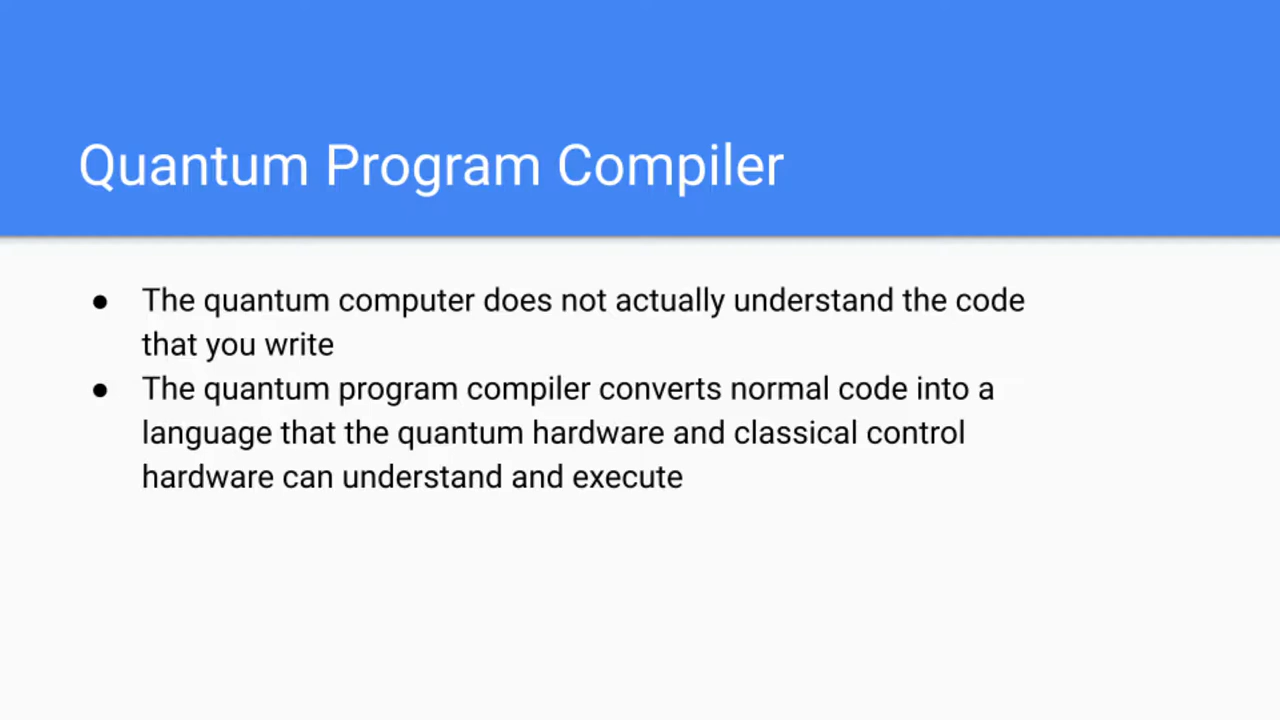 Quantum Program Compiler
● The quantum computer does not actually understand the code
that you write
● The quantum program compiler converts normal code into a
language that the quantum hardware and classical control
hardware can understand and execute